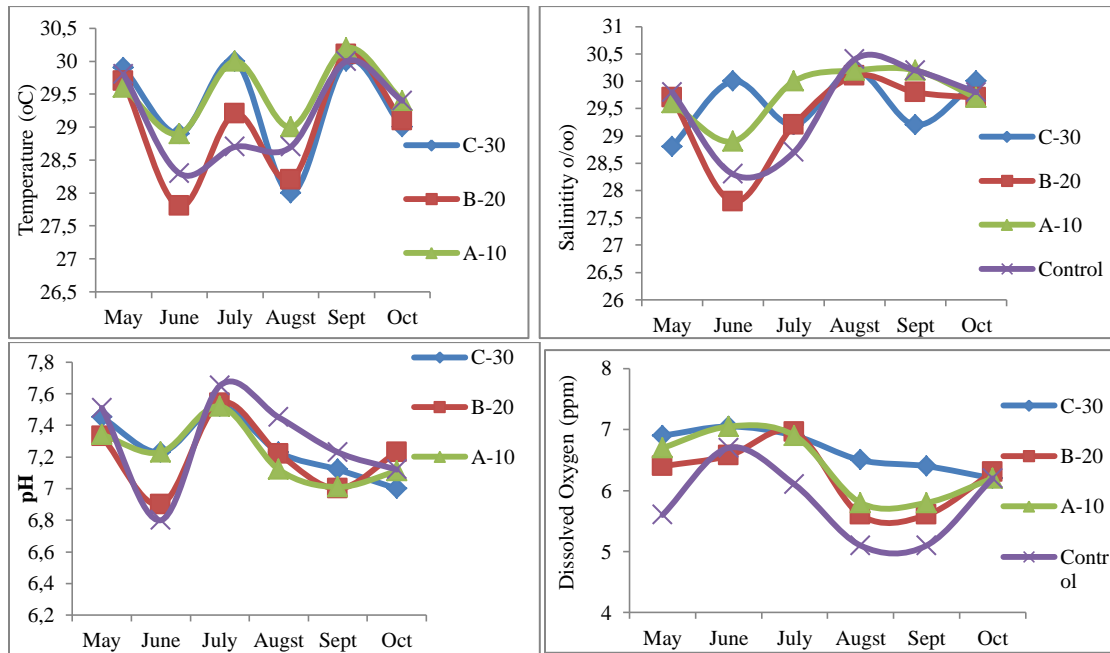 30,5
30
29,5
29
28,5
28
27,5
27
26,5
Temperature (oC)
May June July Augst Sept Oct
C-30
B-20
A-10
31
30,5
30
29,5
29
28,5
28
27,5
27
26,5
26
Salinitity o/oo)
May June July Augst Sept Oct
C-30
B-20
A-10
Control
7,8
7,6
7,4
7,2
7
6,8
6,6
6,4
6,2
pH
May June July Augst Sept Oct
C-30
B-20
A-10
8
7
6
5
4
Dissolved Oxygen (ppm)
May June July Augst Sept Oct
C-30
B-20
A-10
Contr
ol